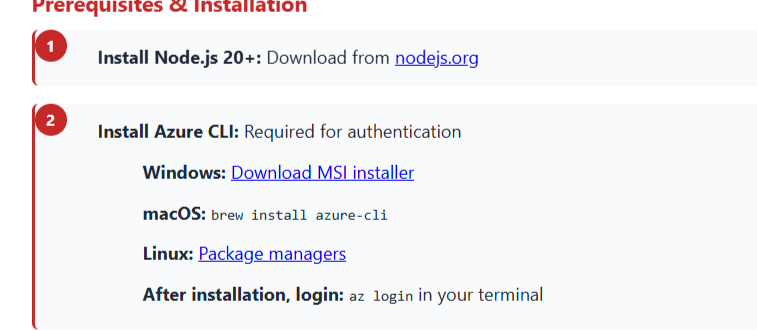 Prerequisites & Installation
1
Install Node.js 20+: Download from nodejs.org
2
Install Azure CLI: Required for authentication
Windows: Download MSI installer
macOS: brew install azure-cli
Linux: Package managers
After installation, login: az login in your terminal